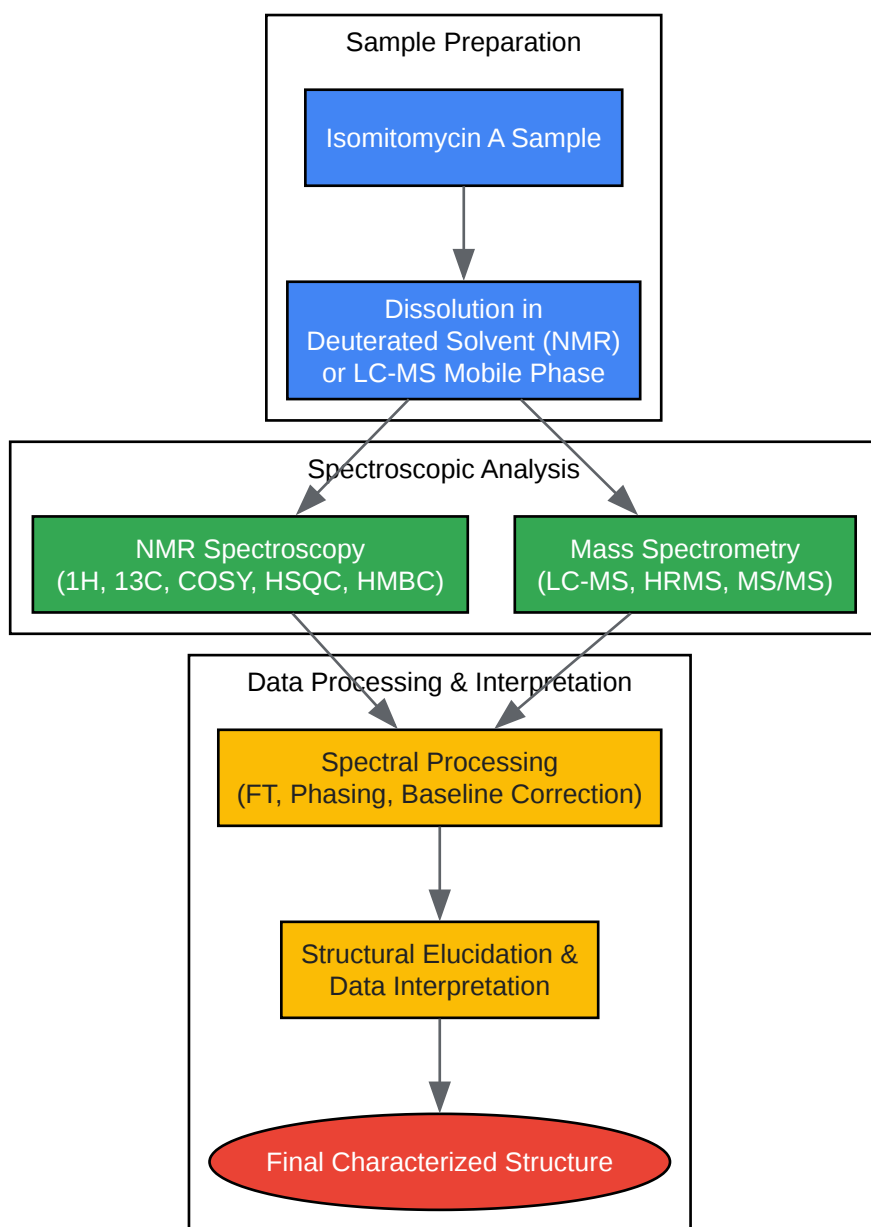 Sample Preparation
Isomitomycin A Sample
Dissolution in
Deuterated Solvent (NMR)
or LC-MS Mobile Phase
Spectroscopic Analysis
NMR Spectroscopy
(1H, 13C, COSY, HSQC, HMBC)
Mass Spectrometry
(LC-MS, HRMS, MS/MS)
Data Processing & Interpretation
Spectral Processing
(FT, Phasing, Baseline Correction)
Structural Elucidation &
Data Interpretation
Final Characterized Structure